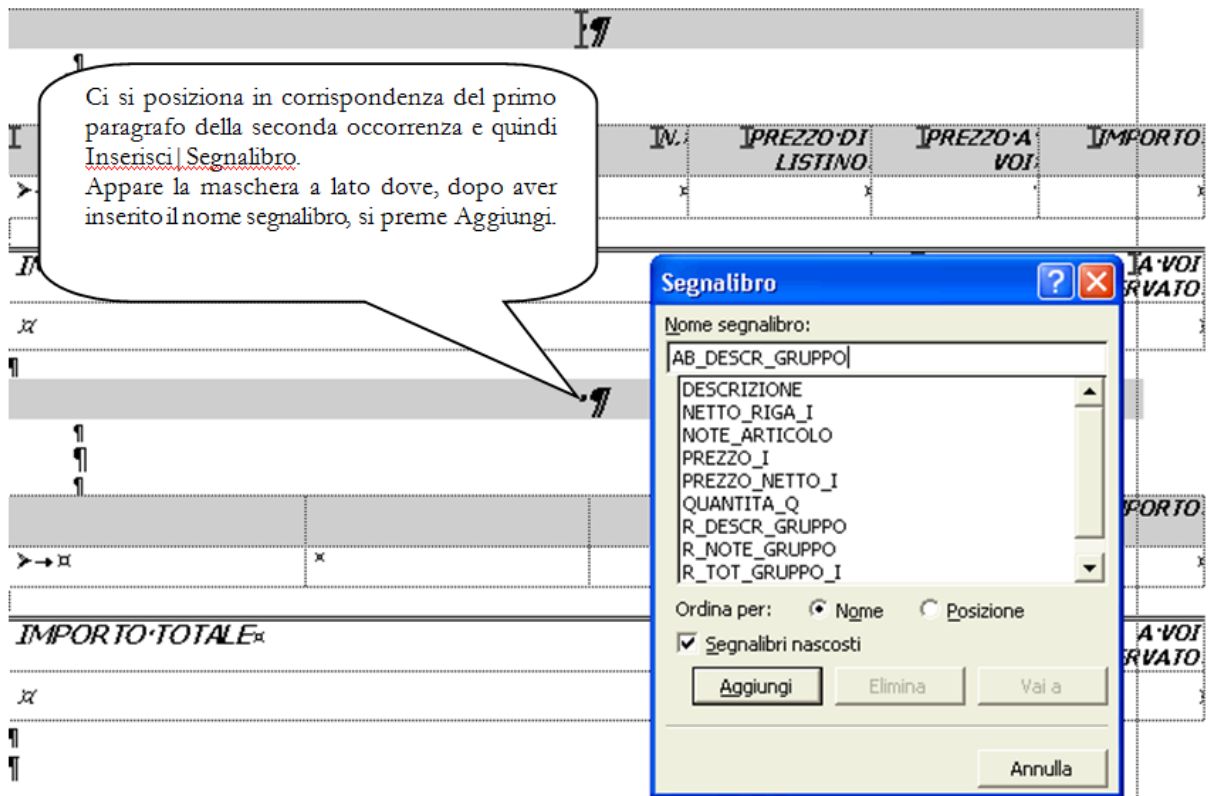 Ci si posiziona in corrispondenza del primo
paragrafo della seconda occorrenza e quindi
Inserisci|Segnalibro.
Appare la maschera a lato dove, dopo aver
inserito il nome segnalibro, si preme Aggiungi.
N.
PREZZO DI
LISTINO
PREZZO A
VOI
IMPORTO
A VOI
RVATO
Segnalibro
Nome segnalibro:
AB_DESCR_GRUPPO
DESCRIZIONE
NETTO_RIGA_I
NOTE_ARTICOLO
PREZZO_I
PREZZO_NETTO_I
QUANTITA_Q
R_DESCR_GRUPPO
R_NOTE_GRUPPO
R_TOT_GRUPPO_I
Ordina per: Nome Posizione
Segnalibri nascosti
Aggiungi Elimina Vai a
Annulla
PORTO
IMPORTO TOTALE
A VOI
RVATO